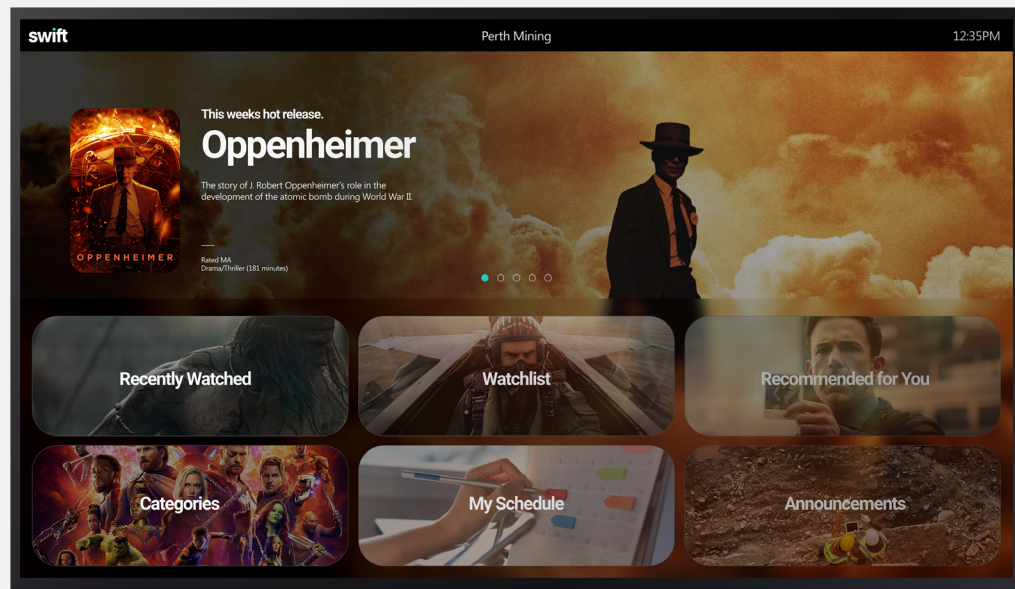 swift
Perth Mining
12:35PM
This weeks hot release.
Oppenheimer
The story of J. Robert Oppenheimer's role in the
development of the atomic bomb during World War II.
Rated MA
Drama/Thriller (181 minutes)
OPPENHEIMER
Recently Watched
Watchlist
Recommended for You
Categories
My Schedule
Announcements